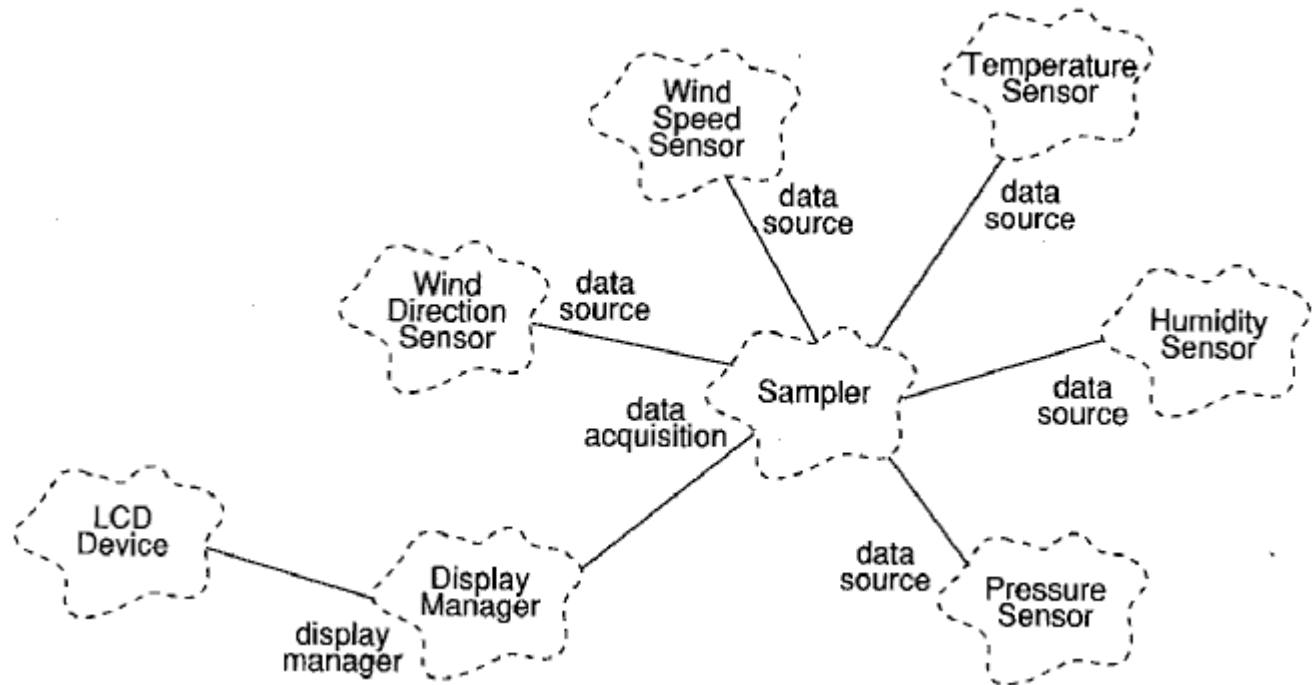 Temperature
Sensor
Wind
Speed
Sensor
data
source
data
source
Wind
Direction
Sensor
data
source
Humidity
Sensor
data
source
Sampler
data
acquisition
LCD
Device
Display
Manager
display
manager
data
source
Pressure
Sensor